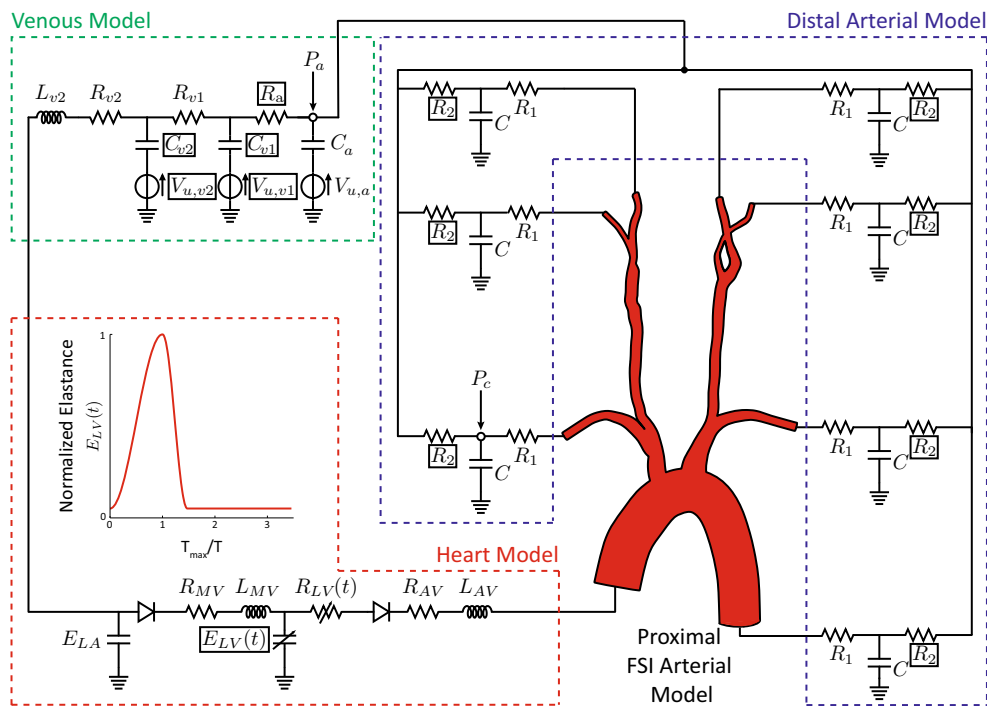 Venous Model
Distal Arterial Model
P_a
L_{v2} R_{v2} R_{v1} R_a
C_{v2} C_{v1} C_a
V_{u,v2} V_{u,v1} V_{u,a}
R_2 C R_1
R_1 C R_2
R_2 C R_1
R_1 C R_2
P_c
R_2 C R_1
R_1 C R_2
Normalized Elastance
E_{LV}(t)
1
0
0 1 2 3
T_{max}/T
Heart Model
R_{MV} L_{MV} R_{LV}(t) R_{AV} L_{AV}
E_{LA} E_{LV}(t)
Proximal
FSI Arterial
Model
R_1 C R_2